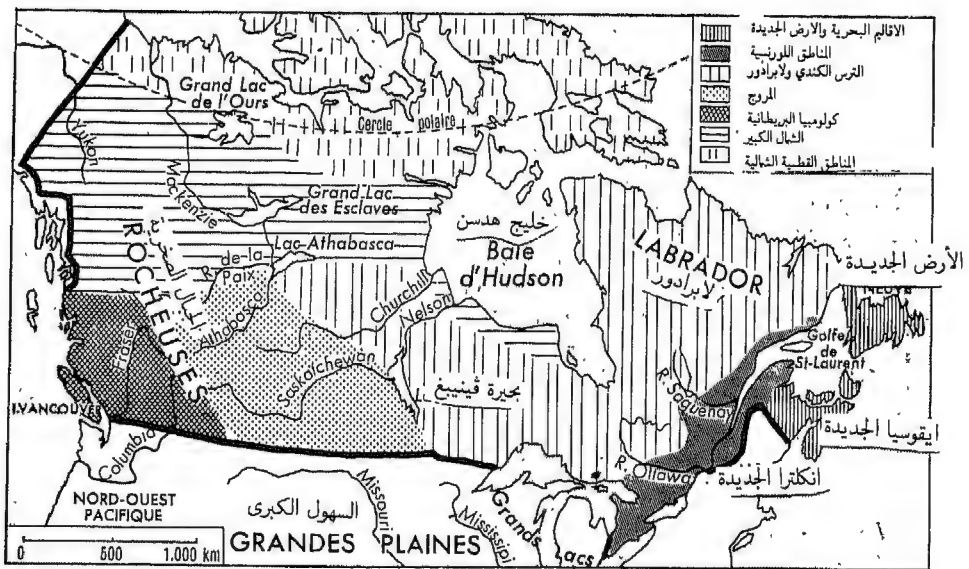 الاقاليم البحرية والارض الجديدة
المناطق اللورنسية
الترس الكندي ولابرادور
المروج
كولومبيا البريطانية
الشمال الكبير
المناطق القطبية الشمالية
Grand Lac
de l'Ours
Cercle polaire
Yukon
Mackenzie
Grand Lac
des Esclaves
Lac Athabasca
ROCHEUSES
R. de-la
Paix
Athabasca
Churchill
Nelson
Saskatchewan
خليج هدسن
Baie
d'Hudson
LABRADOR
لابرادور
الأرض الجديدة
Golfe
de
St-Laurent
R. Saguenay
بحيرة ڤنيبيغ
Fraser
I.VANCOUVER
Columbia
ايقوسيا الجديدة
R. Ottawa
انكلترا الجديدة
NORD-OUEST
PACIFIQUE
السهول الكبرى
Missouri
Mississipi
Grands
Lacs
GRANDES PLAINES
0 500 1.000 km